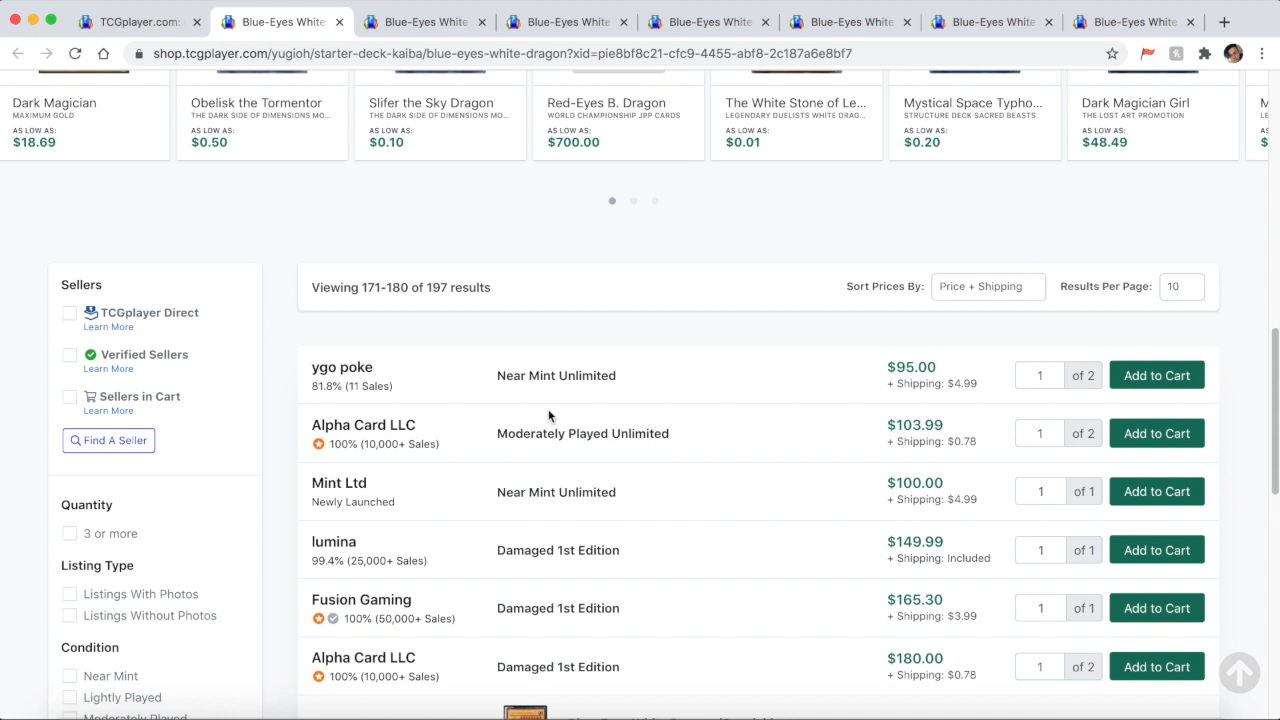 TCGplayer.com:
Blue-Eyes White
Blue-Eyes White
Blue-Eyes White
Blue-Eyes White
Blue-Eyes White
Blue-Eyes White
Blue-Eyes White
shop.tcgplayer.com/yugioh/starter-deck-kaiba/blue-eyes-white-dragon?xid=pie8bf8c21-cfc9-4455-abf8-2c187a6e8bf7
Dark Magician
MAXIMUM GOLD
AS LOW AS:
$18.69
Obelisk the Tormentor
THE DARK SIDE OF DIMENSIONS MO...
AS LOW AS:
$0.50
Slifer the Sky Dragon
THE DARK SIDE OF DIMENSIONS MO...
AS LOW AS:
$0.10
Red-Eyes B. Dragon
WORLD CHAMPIONSHIP JPP CARDS
AS LOW AS:
$700.00
The White Stone of Le...
LEGENDARY DUELISTS WHITE DRAG...
AS LOW AS:
$0.01
Mystical Space Typho...
STRUCTURE DECK SACRED BEASTS
AS LOW AS:
$0.20
Dark Magician Girl
THE LOST ART PROMOTION
AS LOW AS:
$48.49
Sellers
TCGplayer Direct
Learn More
Verified Sellers
Learn More
Sellers in Cart
Learn More
Find A Seller
Quantity
3 or more
Listing Type
Listings With Photos
Listings Without Photos
Condition
Near Mint
Lightly Played
Moderately Played
Viewing 171-180 of 197 results
Sort Prices By: Price + Shipping
Results Per Page: 10
ygo poke
81.8% (11 Sales)
Near Mint Unlimited
$95.00
+ Shipping: $4.99
1 of 2 Add to Cart
Alpha Card LLC
100% (10,000+ Sales)
Moderately Played Unlimited
$103.99
+ Shipping: $0.78
1 of 2 Add to Cart
Mint Ltd
Newly Launched
Near Mint Unlimited
$100.00
+ Shipping: $4.99
1 of 1 Add to Cart
lumina
99.4% (25,000+ Sales)
Damaged 1st Edition
$149.99
+ Shipping: Included
1 of 1 Add to Cart
Fusion Gaming
100% (50,000+ Sales)
Damaged 1st Edition
$165.30
+ Shipping: $3.99
1 of 1 Add to Cart
Alpha Card LLC
100% (10,000+ Sales)
Damaged 1st Edition
$180.00
+ Shipping: $0.78
1 of 2 Add to Cart